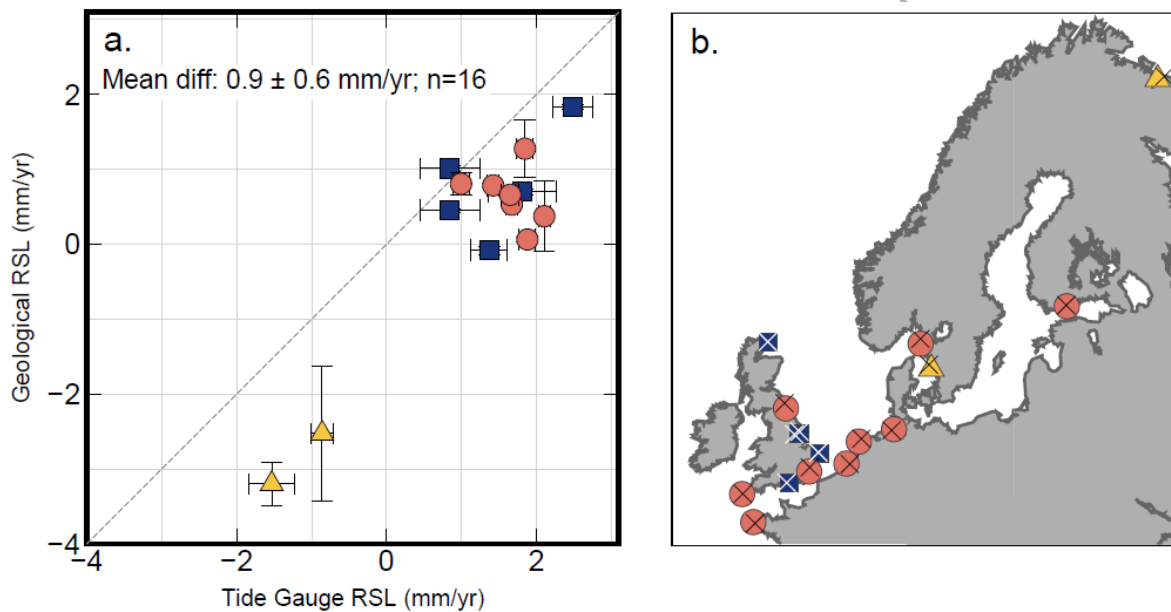 a.
Mean diff: 0.9 ± 0.6 mm/yr; n=16
2
0
−2
−4
−4
−2
0
2
Geological RSL (mm/yr)
Tide Gauge RSL (mm/yr)
b.